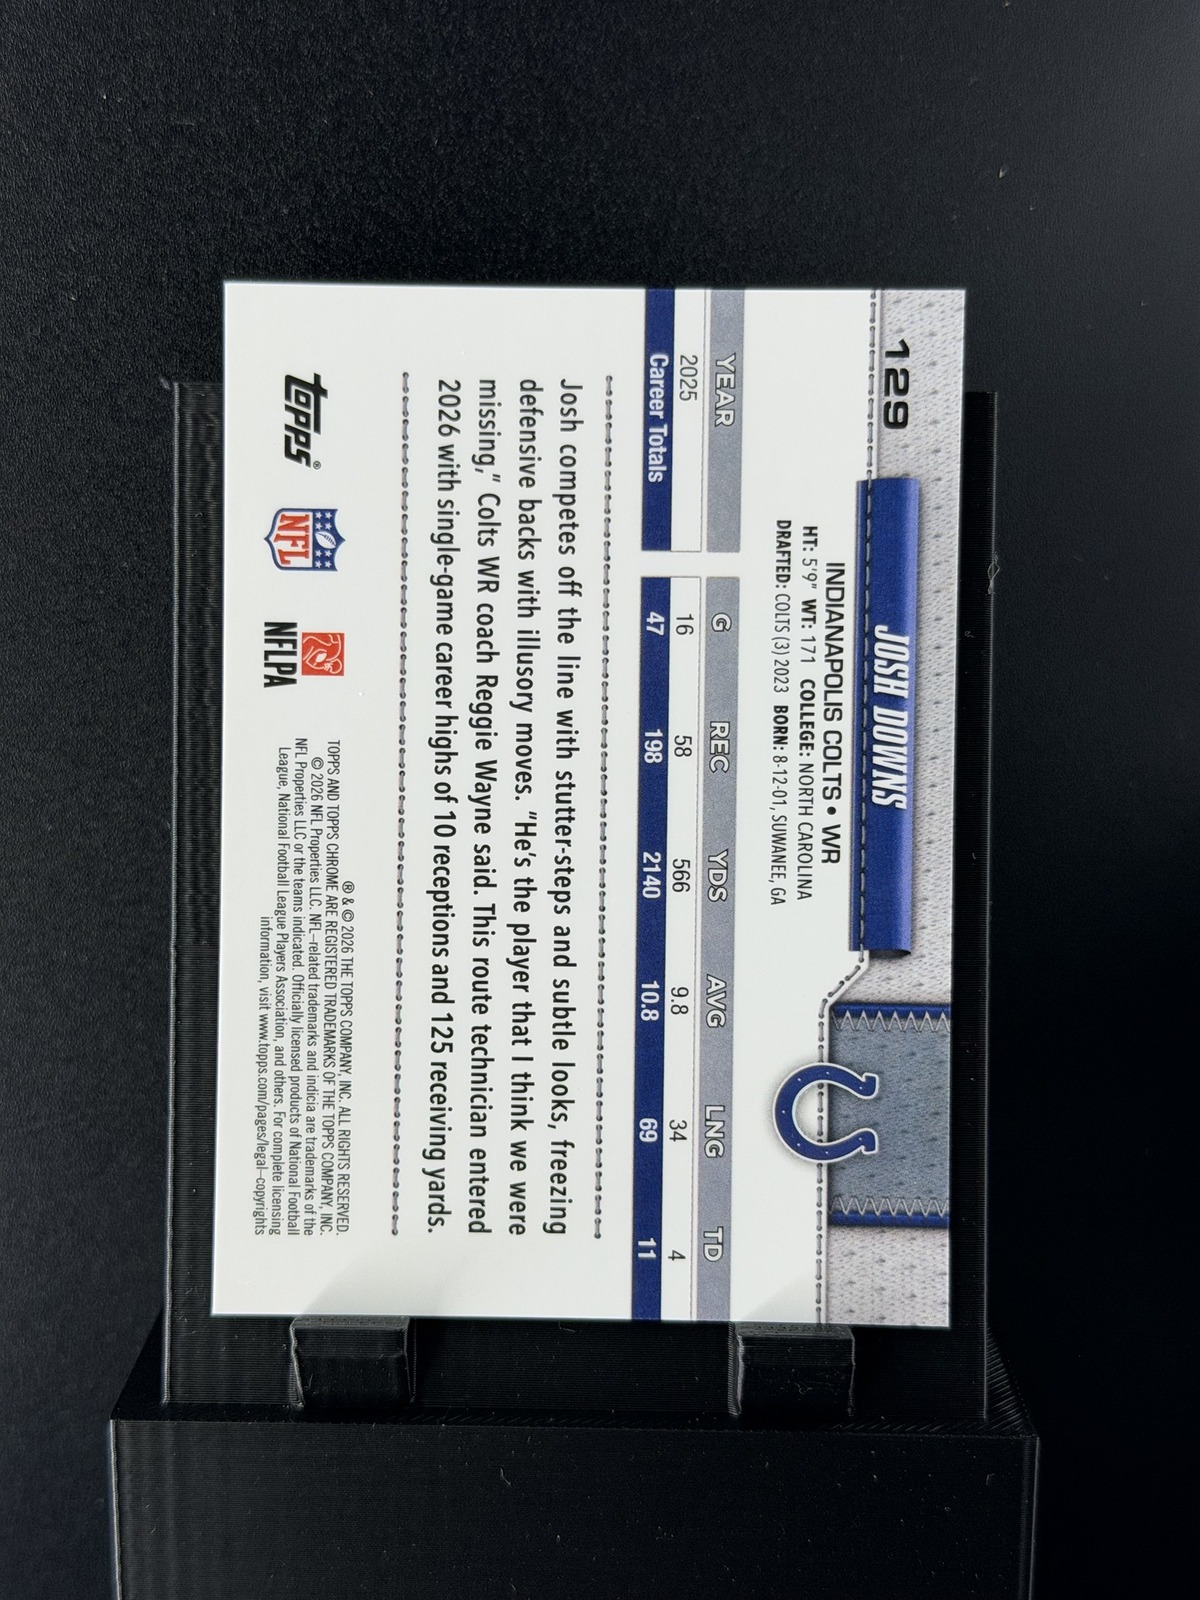 129
JOSH DOWNS
INDIANAPOLIS COLTS • WR
HT: 5'9" WT: 171 COLLEGE: NORTH CAROLINA
DRAFTED: COLTS (3) 2023 BORN: 8-12-01, SUWANEE, GA
YEAR G REC YDS AVG LNG TD
2025 16 58 566 9.8 34 4
Career Totals 47 198 2140 10.8 69 11
Josh competes off the line with stutter-steps and subtle looks, freezing
defensive backs with illusory moves. "He's the player that I think we were
missing," Colts WR coach Reggie Wayne said. This route technician entered
2026 with single-game career highs of 10 receptions and 125 receiving yards.
topps®
NFL
NFLPA
® & © 2026 THE TOPPS COMPANY, INC. ALL RIGHTS RESERVED.
TOPPS AND TOPPS CHROME ARE REGISTERED TRADEMARKS OF THE TOPPS COMPANY, INC.
© 2026 NFL Properties LLC. NFL-related trademarks and indicia are trademarks of the
NFL Properties LLC or the teams indicated. Officially licensed products of National Football
League, National Football League Players Association, and others. For complete licensing
information, visit www.topps.com/pages/legal-copyrights